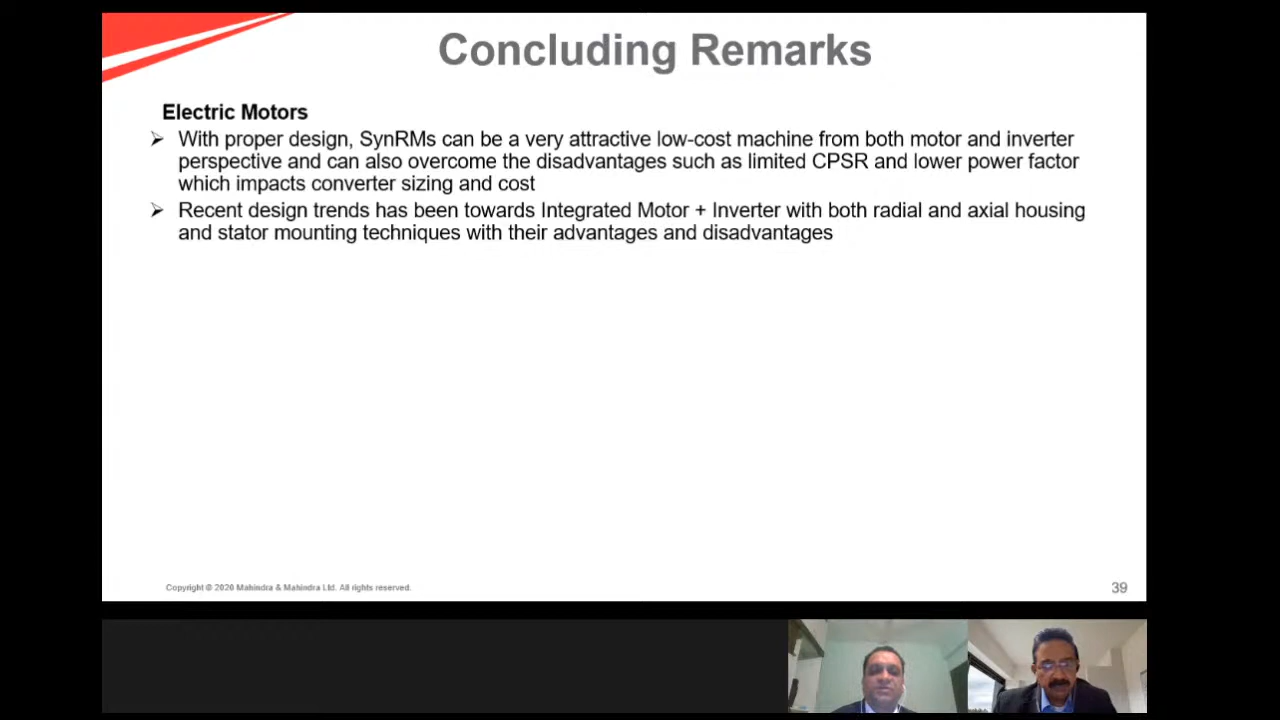 Concluding Remarks
Electric Motors
➢ With proper design, SynRMs can be a very attractive low-cost machine from both motor and inverter
perspective and can also overcome the disadvantages such as limited CPSR and lower power factor
which impacts converter sizing and cost
➢ Recent design trends has been towards Integrated Motor + Inverter with both radial and axial housing
and stator mounting techniques with their advantages and disadvantages
Copyright © 2020 Mahindra & Mahindra Ltd. All rights reserved.
39